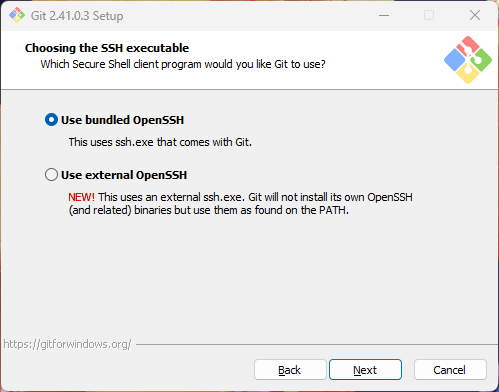 Git 2.41.0.3 Setup
Choosing the SSH executable
Which Secure Shell client program would you like Git to use?
Use bundled OpenSSH
This uses ssh.exe that comes with Git.
Use external OpenSSH
NEW! This uses an external ssh.exe. Git will not install its own OpenSSH
(and related) binaries but use them as found on the PATH.
https://gitforwindows.org/
Back Next Cancel